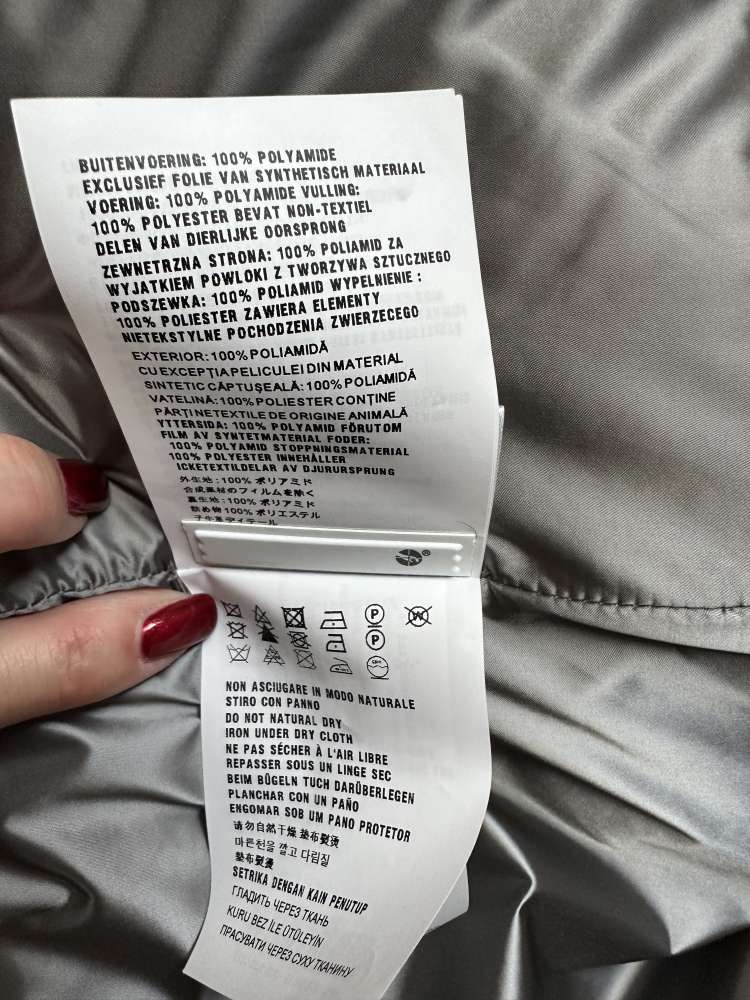 BUITENVOERING: 100% POLYAMIDE
EXCLUSIEF FOLIE VAN SYNTHETISCH MATERIAAL
VOERING: 100% POLYAMIDE VULLING:
100% POLYESTER BEVAT NON-TEXTIEL
DELEN VAN DIERLIJKE OORSPRONG
ZEWNETRZNA STRONA: 100% POLIAMID ZA
WYJATKIEM POWLOKI Z TWORZYWA SZTUCZNEGO
PODSZEWKA: 100% POLIAMID WYPELNIENIE :
100% POLIESTER ZAWIERA ELEMENTY
NIETEKSTYLNE POCHODZENIA ZWIERZECEGO
EXTERIOR: 100% POLIAMIDĂ
CU EXCEPŢIA PELICULEI DIN MATERIAL
SINTETIC CĂPTUŞEALĂ: 100% POLIAMIDĂ
VATELINĂ: 100% POLIESTER CONŢINE
PĂRŢI NETEXTILE DE ORIGINE ANIMALĂ
YTTERSIDA: 100% POLYAMID FÖRUTOM
FILM AV SYNTETMATERIAL FODER:
100% POLYAMID STOPPNINGSMATERIAL
100% POLYESTER INNEHÅLLER
ICKETEXTILDELAR AV DJURURSPRUNG
外生地:100% ポリアミド
合成素材のフィルムを除く
裏生地:100% ポリアミド
詰め物 100% ポリエステル
P
W
P
NON ASCIUGARE IN MODO NATURALE
STIRO CON PANNO
DO NOT NATURAL DRY
IRON UNDER DRY CLOTH
NE PAS SÉCHER À L'AIR LIBRE
REPASSER SOUS UN LINGE SEC
BEIM BÜGELN TUCH DARÜBERLEGEN
PLANCHAR CON UN PAÑO
ENGOMAR SOB UM PANO PROTETOR
请勿自然干燥 垫布熨烫
마른천을 깔고 다림질
墊布熨燙
SETRIKA DENGAN KAIN PENUTUP
ГЛАДИТЬ ЧЕРЕЗ ТКАНЬ
KURU BEZ İLE ÜTÜLEYİN
ПРАСУВАТИ ЧЕРЕЗ СУХУ ТКАНИНУ